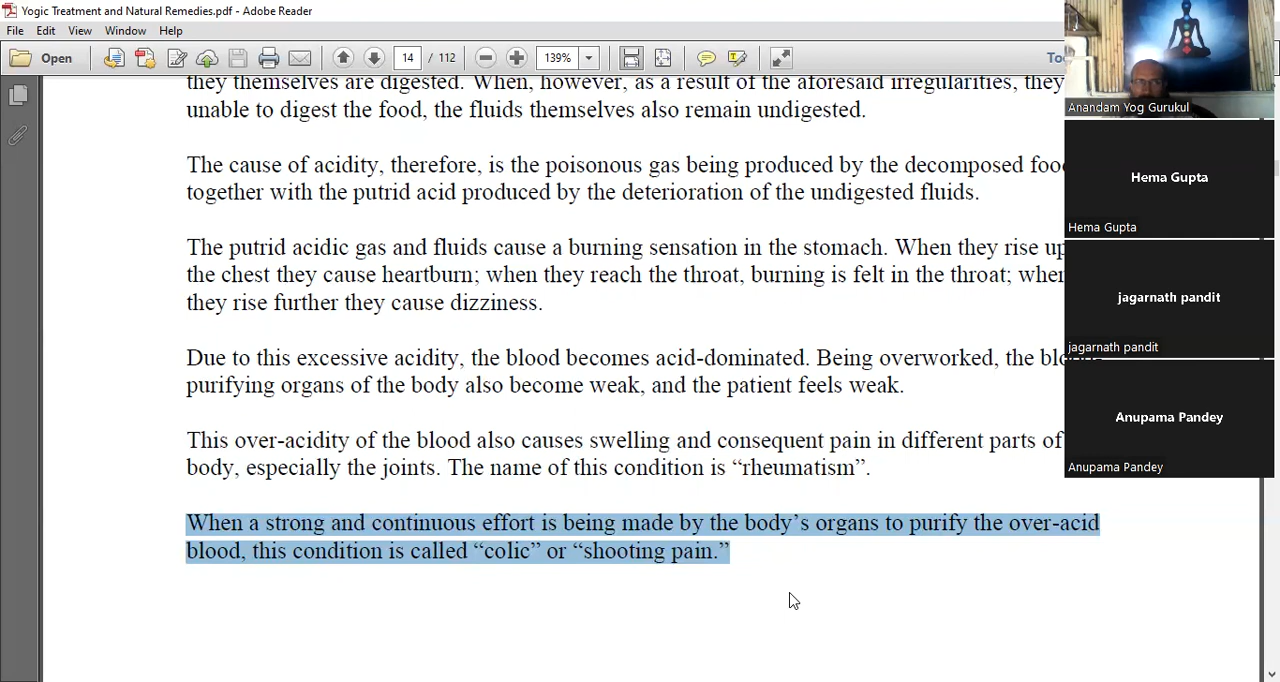 Yogic Treatment and Natural Remedies.pdf - Adobe Reader
File Edit View Window Help
Open 14 / 112 139%
they themselves are digested. When, however, as a result of the aforesaid irregularities, they
unable to digest the food, the fluids themselves also remain undigested.
The cause of acidity, therefore, is the poisonous gas being produced by the decomposed food
together with the putrid acid produced by the deterioration of the undigested fluids.
The putrid acidic gas and fluids cause a burning sensation in the stomach. When they rise up
the chest they cause heartburn; when they reach the throat, burning is felt in the throat; when
they rise further they cause dizziness.
Due to this excessive acidity, the blood becomes acid-dominated. Being overworked, the blood-
purifying organs of the body also become weak, and the patient feels weak.
This over-acidity of the blood also causes swelling and consequent pain in different parts of
body, especially the joints. The name of this condition is “rheumatism”.
When a strong and continuous effort is being made by the body’s organs to purify the over-acid
blood, this condition is called “colic” or “shooting pain.”
Anandam Yog Gurukul
Hema Gupta
Hema Gupta
jagarnath pandit
jagarnath pandit
Anupama Pandey
Anupama Pandey